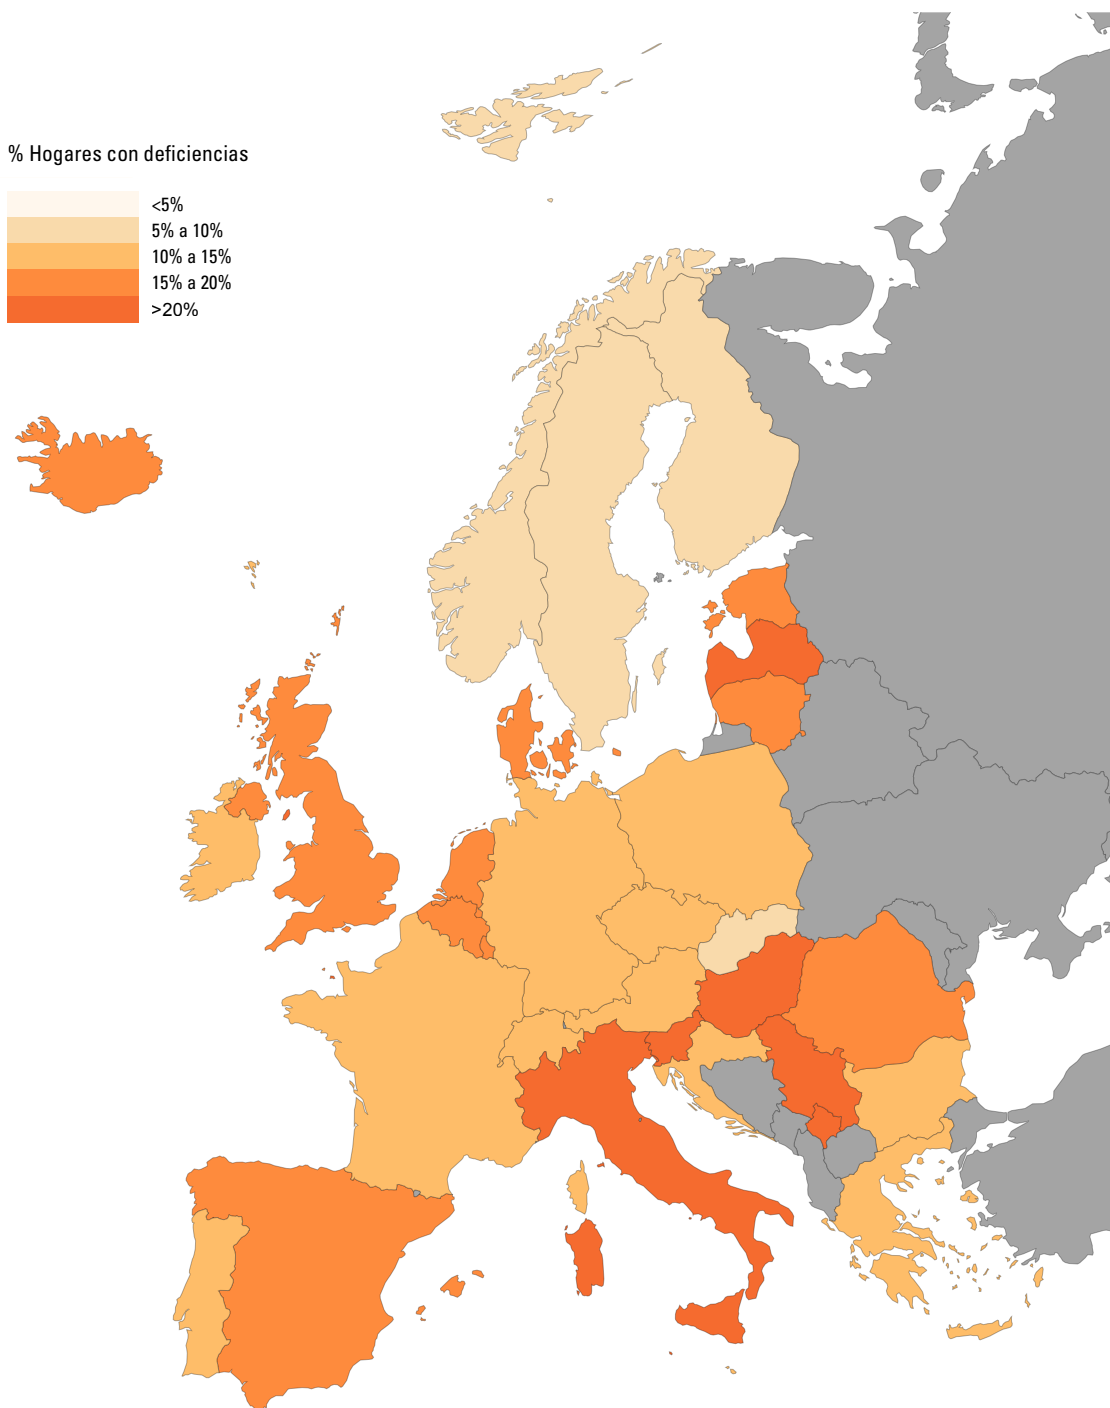 % Hogares con deficiencias
<5%
5% a 10%
10% a 15%
15% a 20%
>20%